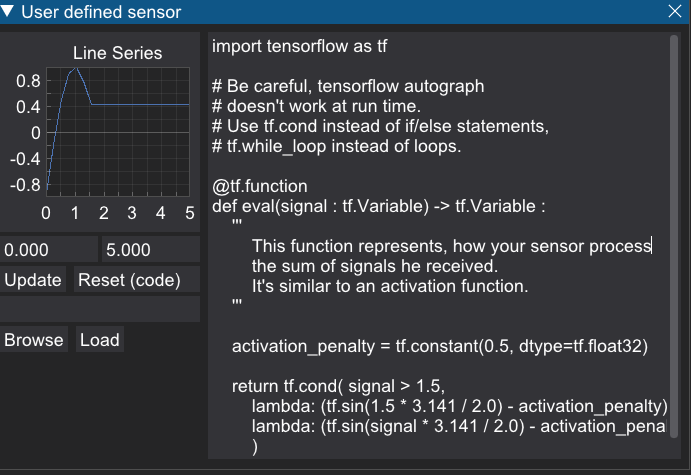 User defined sensor
Line Series
0.8
0.4
0
-0.4
-0.8
0 1 2 3 4 5
0.000 5.000
Update Reset (code)
Browse Load
import tensorflow as tf
# Be careful, tensorflow autograph
# doesn't work at run time.
# Use tf.cond instead of if/else statements,
# tf.while_loop instead of loops.
@tf.function
def eval(signal : tf.Variable) -> tf.Variable :
'''
This function represents, how your sensor process
the sum of signals he received.
It's similar to an activation function.
'''
activation_penalty = tf.constant(0.5, dtype=tf.float32)
return tf.cond( signal > 1.5,
lambda: (tf.sin(1.5 * 3.141 / 2.0) - activation_penalty)
lambda: (tf.sin(signal * 3.141 / 2.0) - activation_pena
)